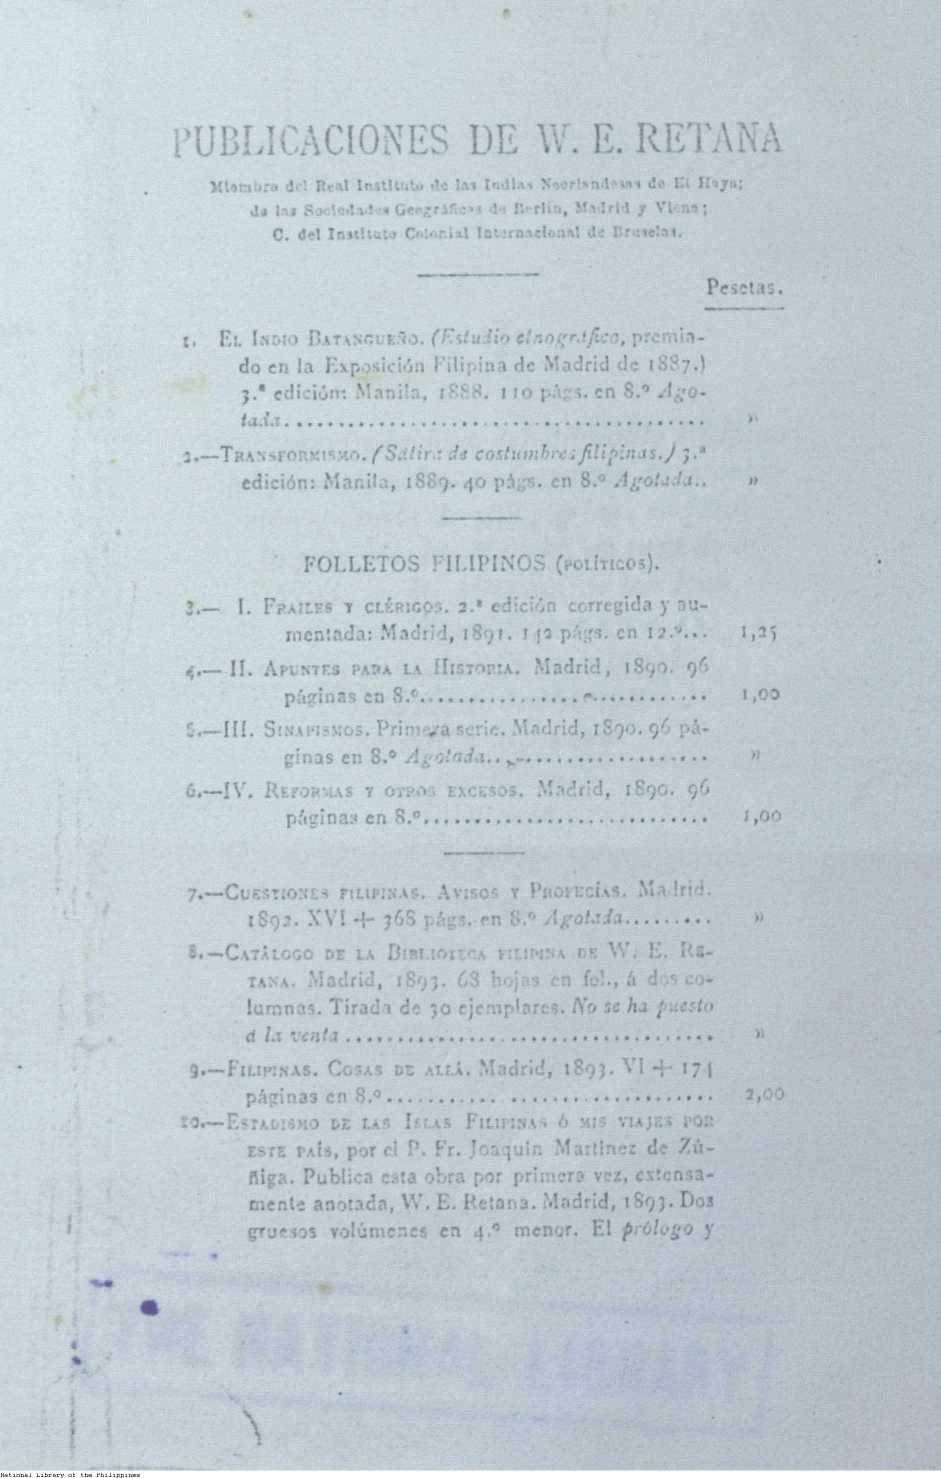 PUBLICACIONES DE W. E. RETANA
Miembro del Real Instituto de las Indias Neerlandesas de El Haya;
de las Sociedades Geográficas de Berlín, Madrid y Viena;
C. del Instituto Colonial Internacional de Bruselas.
Pesetas.
1. EL INDIO BATANGUEÑO. (Estudio etnográfico, premia-
do en la Exposición Filipina de Madrid de 1887.)
3.ª edición: Manila, 1888. 110 págs. en 8.º Ago-
tada........................................ »
2.—TRANSFORMISMO. (Sátira de costumbres filipinas.) 3.ª
edición: Manila, 1889. 40 págs. en 8.º Agotada.. »
FOLLETOS FILIPINOS (POLÍTICOS).
3.— I. FRAILES Y CLÉRIGOS. 2.ª edición corregida y au-
mentada: Madrid, 1891. 142 págs. en 12.º... 1,25
4.— II. APUNTES PARA LA HISTORIA. Madrid, 1890. 96
páginas en 8.º............................ 1,00
5.—III. SINAPISMOS. Primera serie. Madrid, 1890. 96 pá-
ginas en 8.º Agotada...................... »
6.—IV. REFORMAS Y OTROS EXCESOS. Madrid, 1890. 96
páginas en 8.º............................ 1,00
7.—CUESTIONES FILIPINAS. AVISOS Y PROFECÍAS. Madrid.
1892. XVI + 368 págs. en 8.º Agotada......... »
8.—CATÁLOGO DE LA BIBLIOTECA FILIPINA DE W. E. RE-
TANA. Madrid, 1893. 68 hojas en fol., á dos co-
lumnas. Tirada de 30 ejemplares. No se ha puesto
á la venta ................................... »
9.—FILIPINAS. COSAS DE ALLÁ. Madrid, 1893. VI + 174
páginas en 8.º................................ 2,00
10.—ESTADISMO DE LAS ISLAS FILIPINAS Ó MIS VIAJES POR
ESTE PAÍS, por el P. Fr. Joaquín Martínez de Zú-
ñiga. Publica esta obra por primera vez, extensa-
mente anotada, W. E. Retana. Madrid, 1893. Dos
gruesos volúmenes en 4.º menor. El prólogo y
National Library of the Philippines